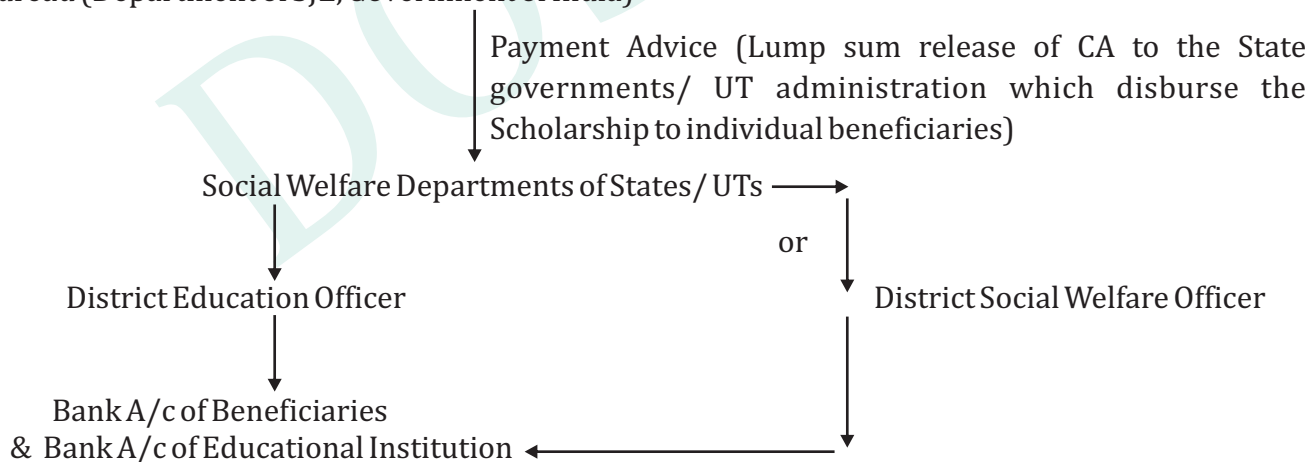 Payment Advice (Lump sum release of CA to the State
governments/ UT administration which disburse the
Scholarship to individual beneficiaries)
Social Welfare Departments of States/ UTs
or
District Education Officer
District Social Welfare Officer
Bank A/c of Beneficiaries
& Bank A/c of Educational Institution